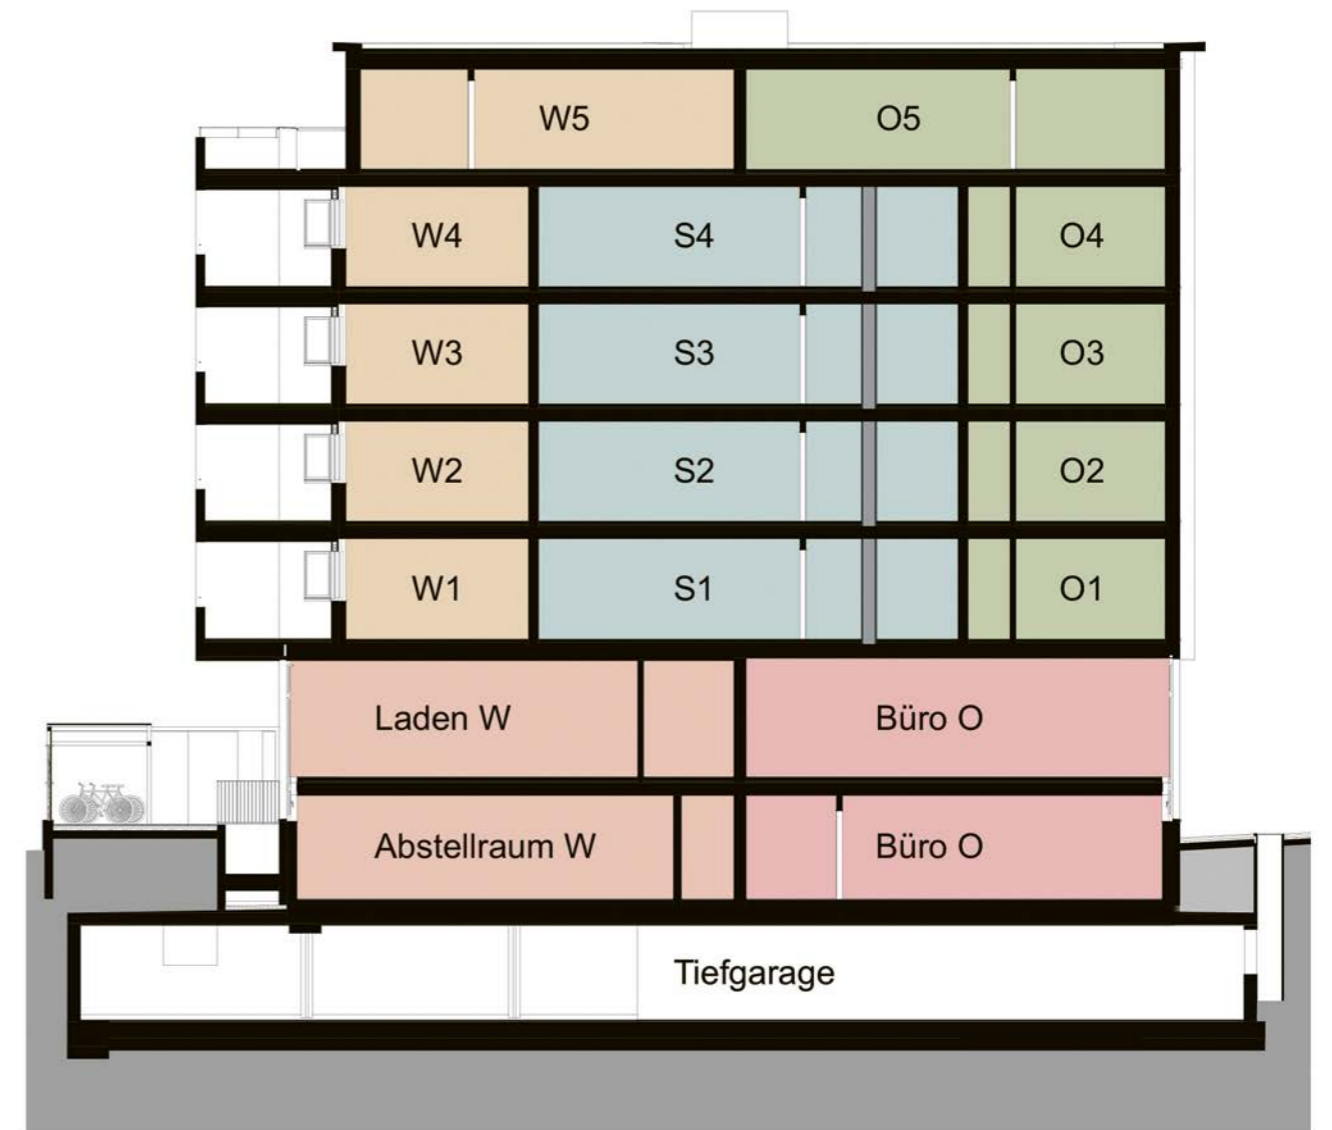 W5 O5
W4 S4 O4
W3 S3 O3
W2 S2 O2
W1 S1 O1
Laden W Büro O
Abstellraum W Büro O
Tiefgarage